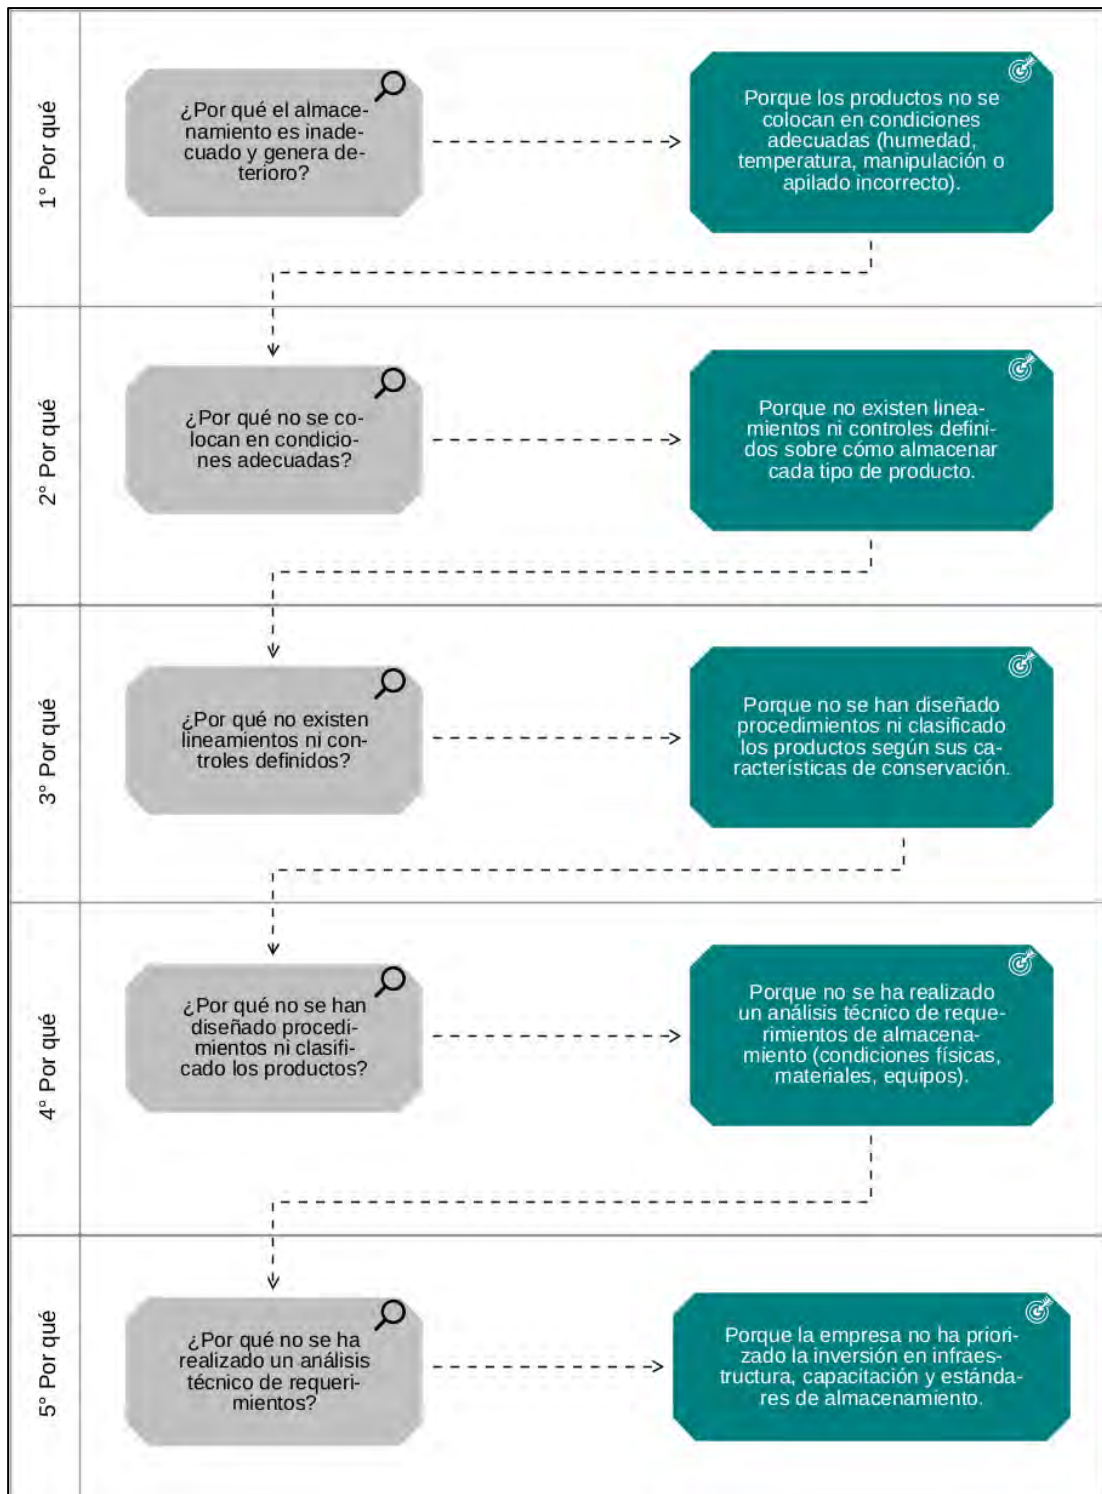 1° Por qué
¿Por qué el almace-
namiento es inade-
cuado y genera de-
terioro?
Porque los productos no se
colocan en condiciones
adecuadas (humedad,
temperatura, manipulación o
apilado incorrecto).
2° Por qué
¿Por qué no se co-
locan en condicio-
nes adecuadas?
Porque no existen linea-
mientos ni controles defini-
dos sobre cómo almacenar
cada tipo de producto.
3° Por qué
¿Por qué no existen
lineamientos ni con-
troles definidos?
Porque no se han diseñado
procedimientos ni clasificado
los productos según sus ca-
racterísticas de conservación.
4° Por qué
¿Por qué no se han
diseñado procedi-
mientos ni clasifi-
cado los productos?
Porque no se ha realizado
un análisis técnico de reque-
rimientos de almacena-
miento (condiciones físicas,
materiales, equipos).
5° Por qué
¿Por qué no se ha
realizado un análisis
técnico de requeri-
mientos?
Porque la empresa no ha priori-
zado la inversión en infraes-
tructura, capacitación y estánda-
res de almacenamiento.